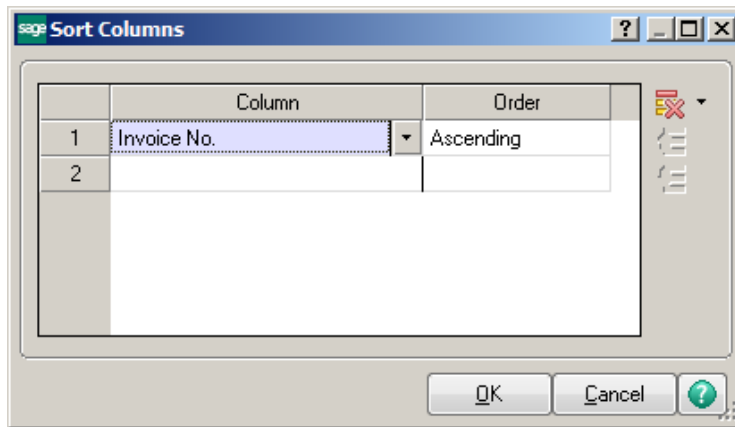 sage Sort Columns
Column Order
1 Invoice No. Ascending
2
OK Cancel